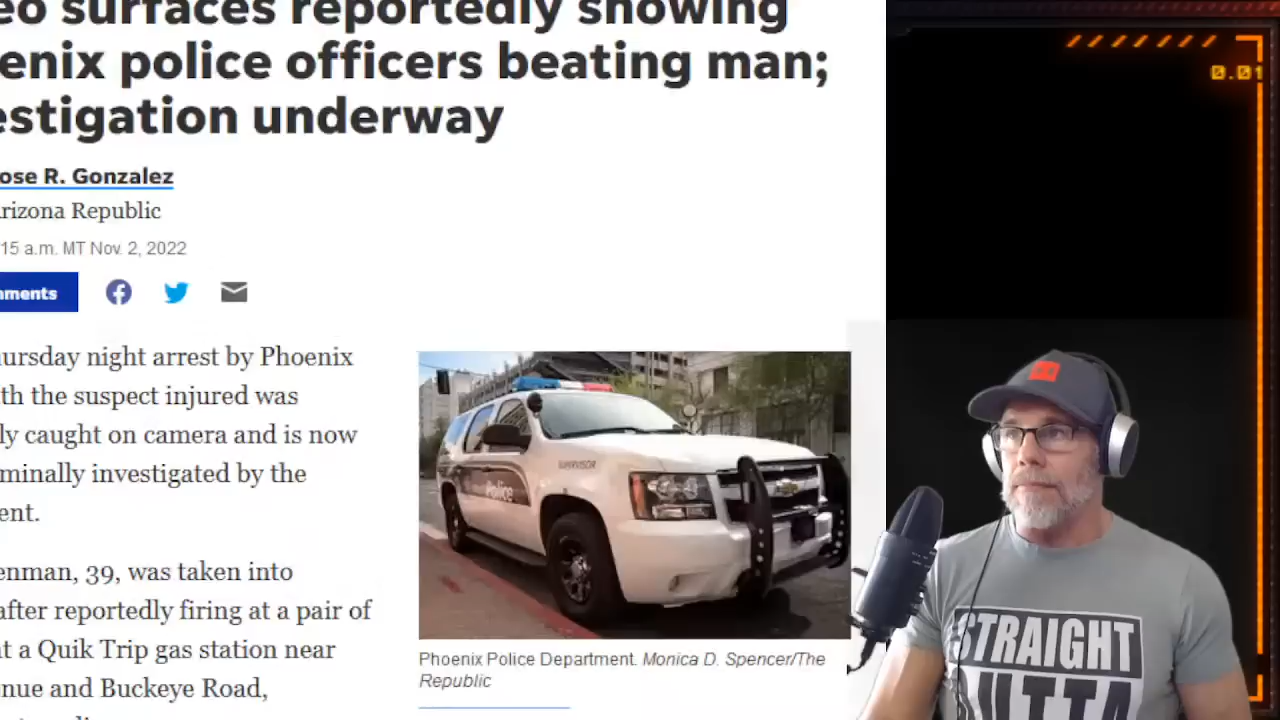 eo surfaces reportedly showing
enix police officers beating man;
estigation underway
ose R. Gonzalez
rizona Republic
15 a.m. MT Nov. 2, 2022
mments
ursday night arrest by Phoenix
th the suspect injured was
ly caught on camera and is now
minally investigated by the
ent.
enman, 39, was taken into
after reportedly firing at a pair of
t a Quik Trip gas station near
nue and Buckeye Road,
SUPERVISOR
Police
Phoenix Police Department. Monica D. Spencer/The
Republic
0.01
STRAIGHT
OUTTA